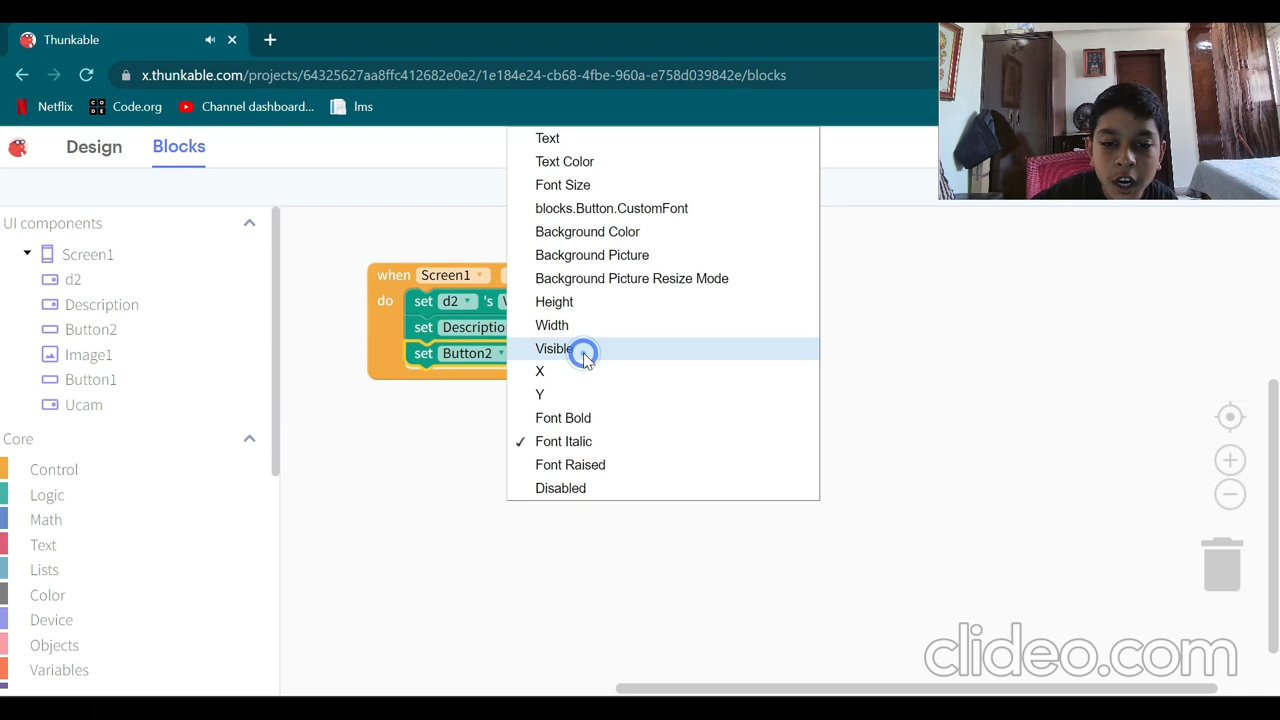 Thunkable
x.thunkable.com/projects/64325627aa8ffc412682e0e2/1e184e24-cb68-4fbe-960a-e758d039842e/blocks
Netflix
Code.org
Channel dashboard...
lms
Design
Blocks
UI components
Screen1
d2
Description
Button2
Image1
Button1
Ucam
Core
Control
Logic
Math
Text
Lists
Color
Device
Objects
Variables
when Screen1
do
set d2 's
set Descriptio
set Button2
Text
Text Color
Font Size
blocks.Button.CustomFont
Background Color
Background Picture
Background Picture Resize Mode
Height
Width
Visible
X
Y
Font Bold
✓ Font Italic
Font Raised
Disabled
clideo.com